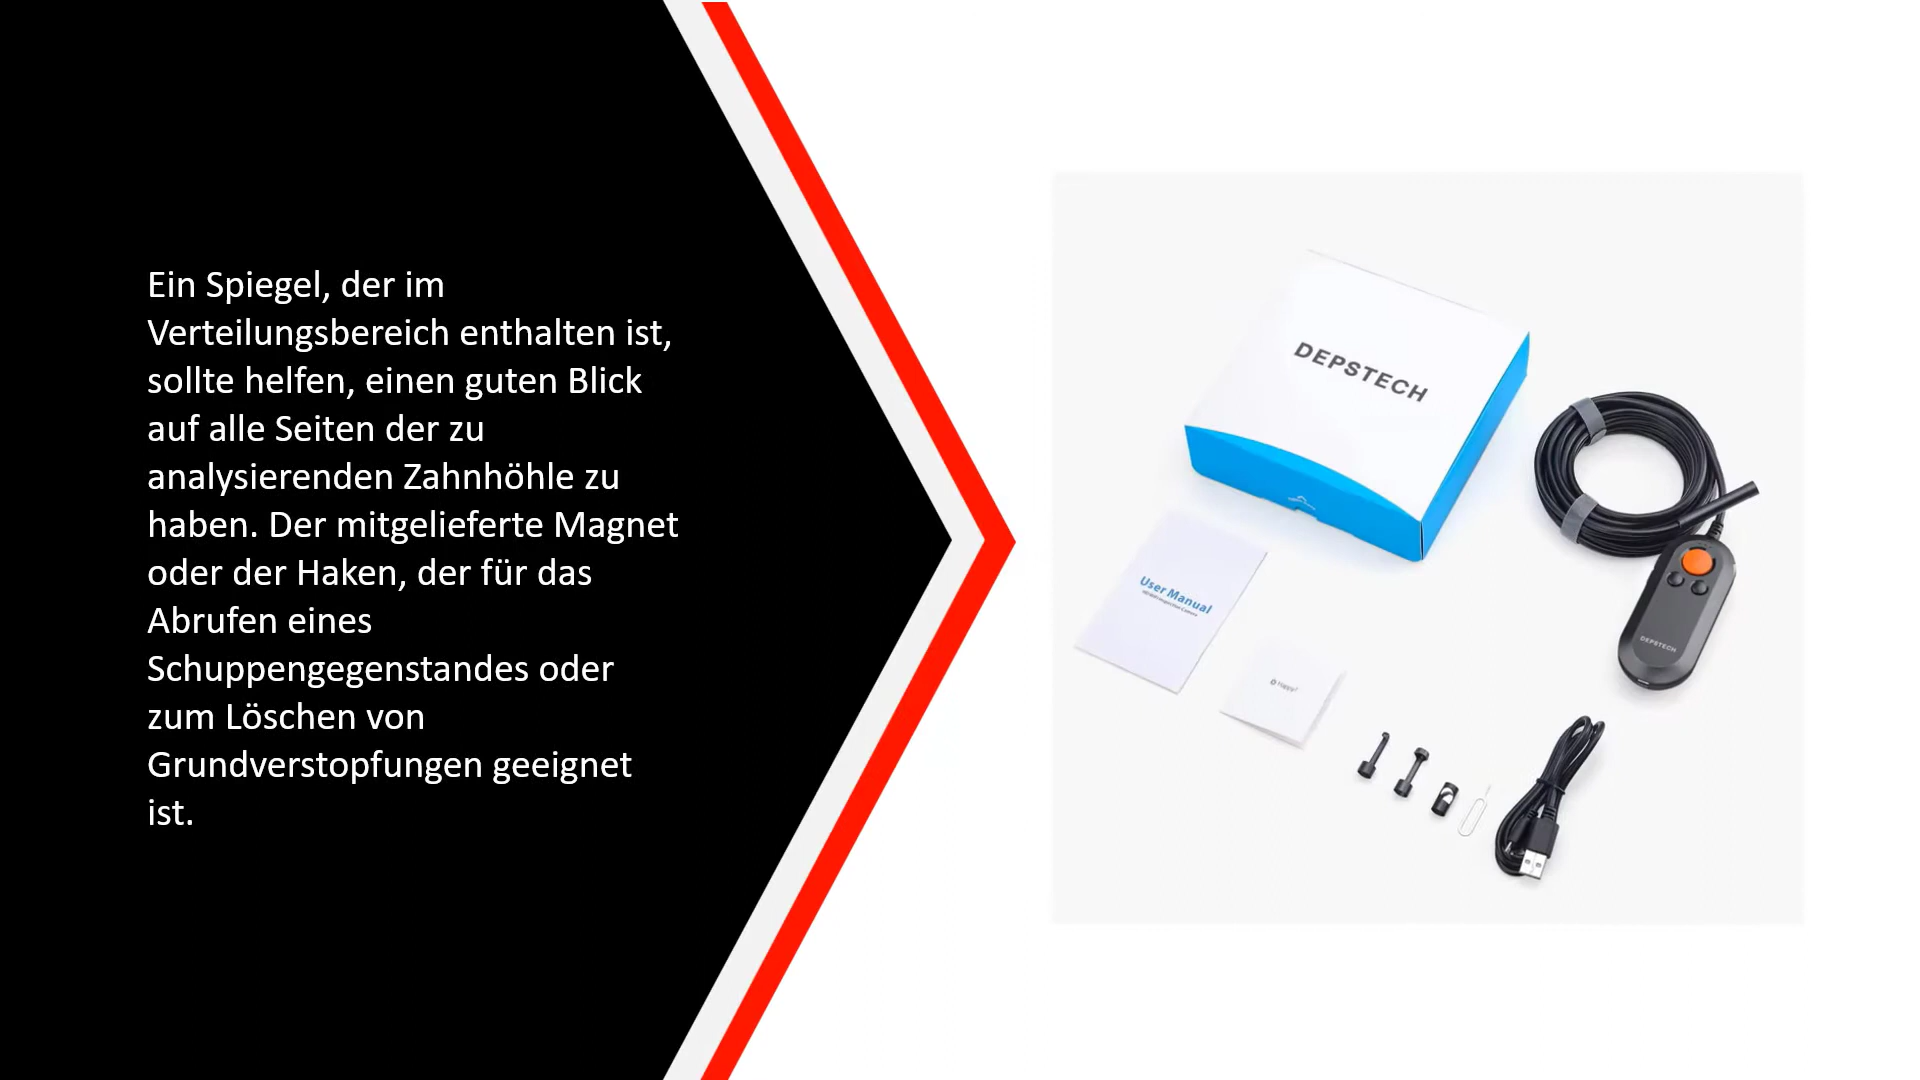 Ein Spiegel, der im
Verteilungsbereich enthalten ist,
sollte helfen, einen guten Blick
auf alle Seiten der zu
analysierenden Zahnhöhle zu
haben. Der mitgelieferte Magnet
oder der Haken, der für das
Abrufen eines
Schuppengegenstandes oder
zum Löschen von
Grundverstopfungen geeignet
ist.
DEPSTECH
User Manual
DEPSTECH